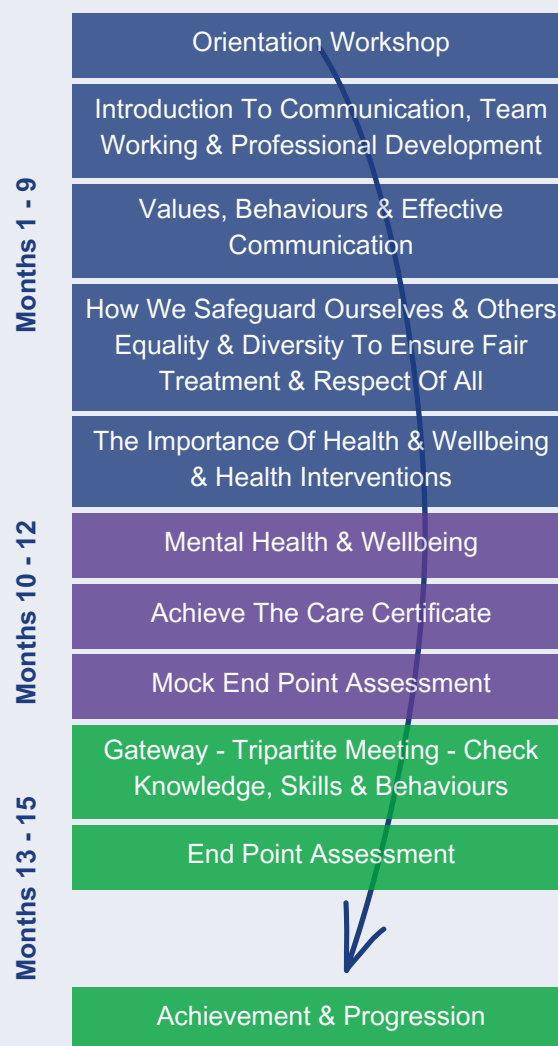 Orientation Workshop
Introduction To Communication, Team
Working & Professional Development
Months 1 - 9
Values, Behaviours & Effective
Communication
How We Safeguard Ourselves & Others
Equality & Diversity To Ensure Fair
Treatment & Respect Of All
The Importance Of Health & Wellbeing
& Health Interventions
Months 10 - 12
Mental Health & Wellbeing
Achieve The Care Certificate
Mock End Point Assessment
Months 13 - 15
Gateway - Tripartite Meeting - Check
Knowledge, Skills & Behaviours
End Point Assessment
Achievement & Progression